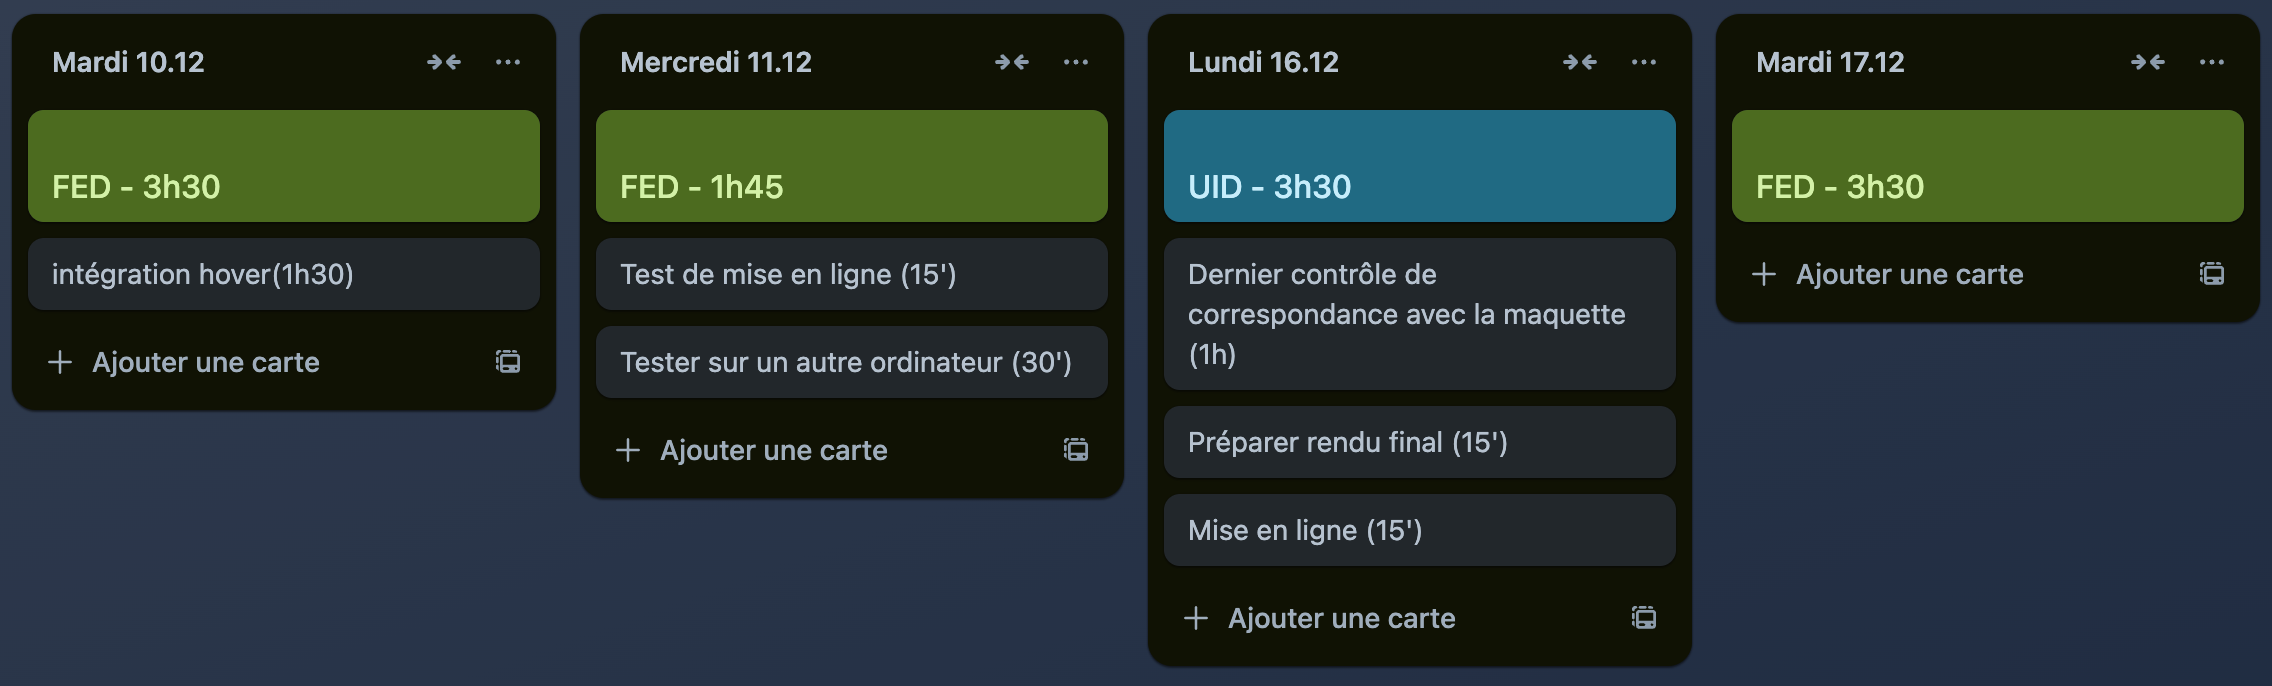 Mardi 10.12
FED - 3h30
intégration hover(1h30)
Ajouter une carte
Mercredi 11.12
FED - 1h45
Test de mise en ligne (15')
Tester sur un autre ordinateur (30')
Ajouter une carte
Lundi 16.12
UID - 3h30
Dernier contrôle de
correspondance avec la maquette
(1h)
Préparer rendu final (15')
Mise en ligne (15')
Ajouter une carte
Mardi 17.12
FED - 3h30
Ajouter une carte